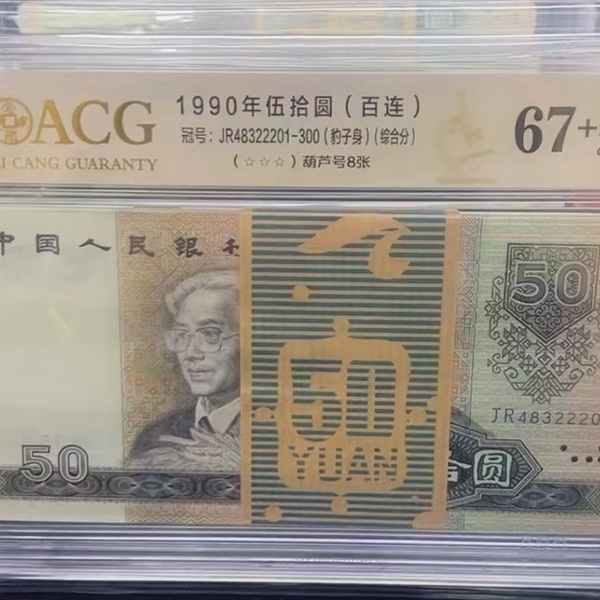 ACG
I CANG GUARANTY
1990年伍拾圆（百连）
冠号：JR48322201-300（豹子身）（综合分）
（☆☆☆）葫芦号8张
67+
中国人民银
50
50
YUAN
50
JR4832220
拾圆